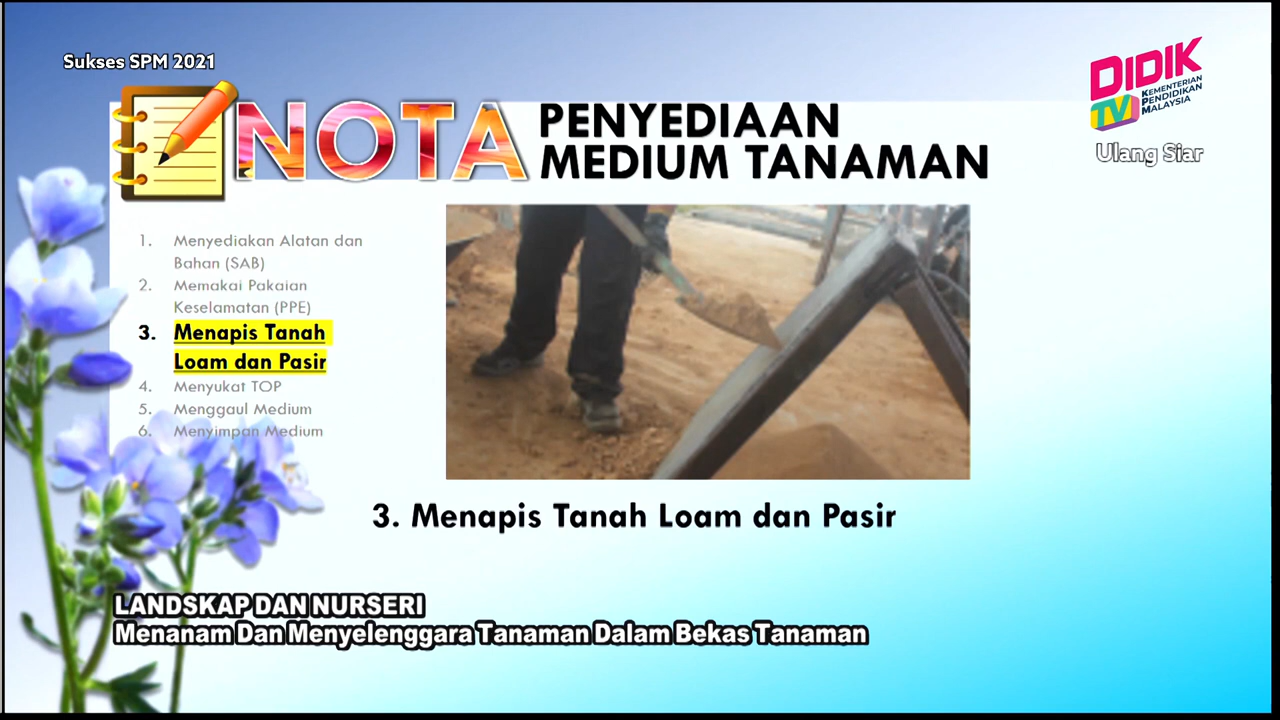 Sukses SPM 2021
DIDIK
TV
KEMENTERIAN
PENDIDIKAN
MALAYSIA
Ulang Siar
NOTA
PENYEDIAAN
MEDIUM TANAMAN
1. Menyediakan Alatan dan
Bahan (SAB)
2. Memakai Pakaian
Keselamatan (PPE)
3. Menapis Tanah
Loam dan Pasir
4. Menyukat TOP
5. Menggaul Medium
6. Menyimpan Medium
3. Menapis Tanah Loam dan Pasir
LANDSKAP DAN NURSERI
Menanam Dan Menyelenggara Tanaman Dalam Bekas Tanaman